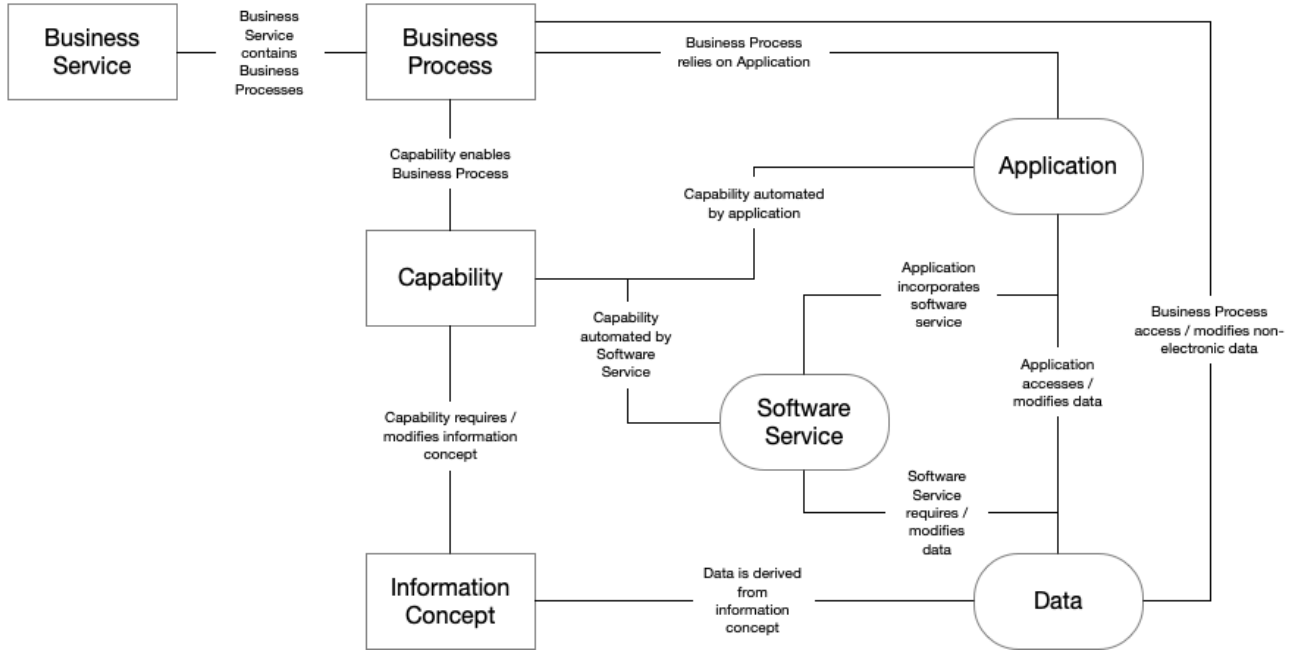 Business
Service
Business
Service
contains
Business
Processes
Business
Process
Business Process
relies on Application
Capability enables
Business Process
Application
Capability automated
by application
Capability
Application
incorporates
software
service
Business Process
access / modifies non-
electronic data
Capability
automated by
Software
Service
Application
accesses /
modifies data
Software
Service
Capability requires /
modifies information
concept
Software
Service
requires /
modifies
data
Information
Concept
Data is derived
from
information
concept
Data